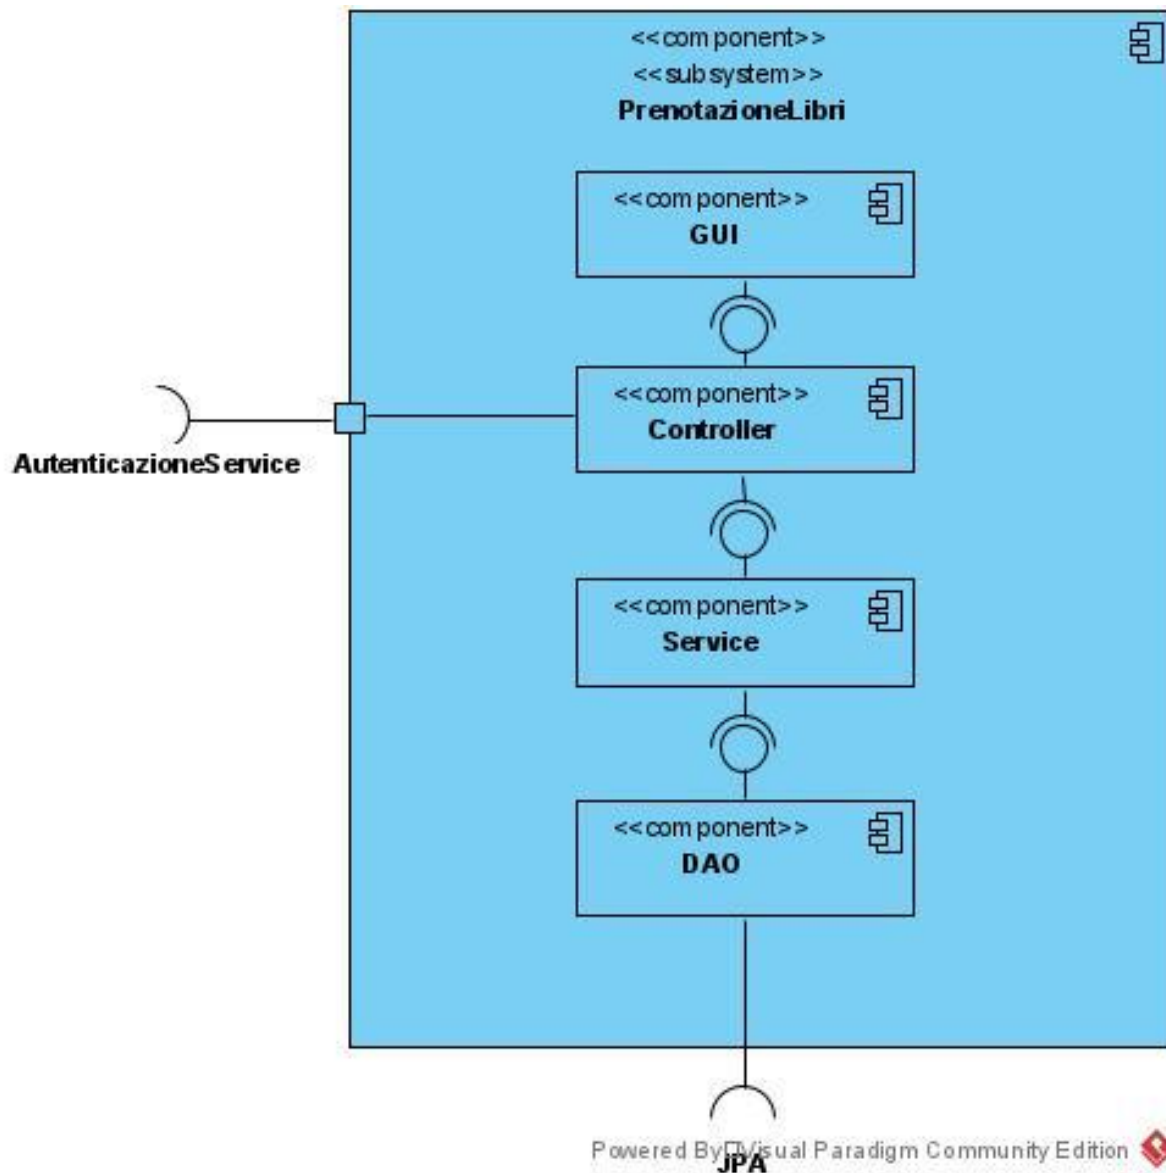 <<component>>
<<subsystem>>
PrenotazioneLibri
<<component>>
GUI
<<component>>
Controller
AutenticazioneService
<<component>>
Service
<<component>>
DAO
Powered By Visual Paradigm Community Edition
JPA